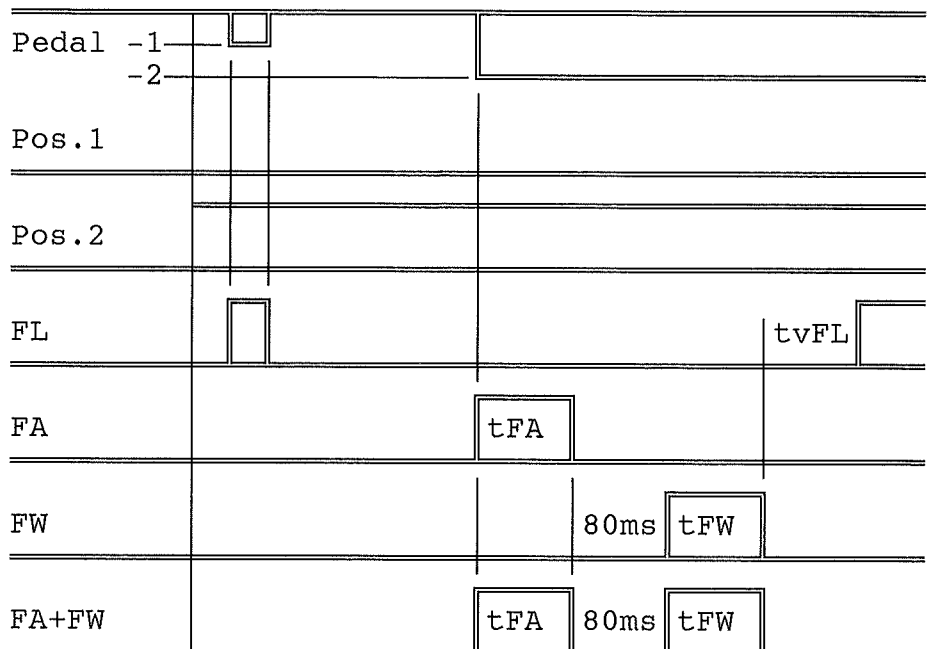 Pedal -1
-2
Pos.1
Pos.2
FL tvFL
FA tFA
FW 80ms tFW
FA+FW tFA 80ms tFW